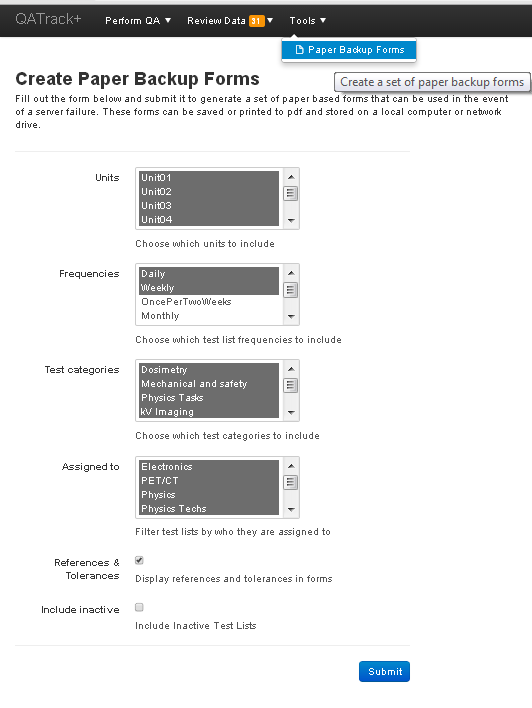 QATrack+ Perform QA Review Data 31 Tools
Paper Backup Forms
Create a set of paper backup forms
Create Paper Backup Forms
Fill out the form below and submit it to generate a set of paper based forms that can be used in the event
of a server failure. These forms can be saved or printed to pdf and stored on a local computer or network
drive.
Units
Unit01
Unit02
Unit03
Unit04
Choose which units to include
Frequencies
Daily
Weekly
OncePerTwoWeeks
Monthly
Choose which test list frequencies to include
Test categories
Dosimetry
Mechanical and safety
Physics Tasks
kV Imaging
Choose which test categories to include
Assigned to
Electronics
PET/CT
Physics
Physics Techs
Filter test lists by who they are assigned to
References &
Tolerances
Display references and tolerances in forms
Include inactive
Include Inactive Test Lists
Submit